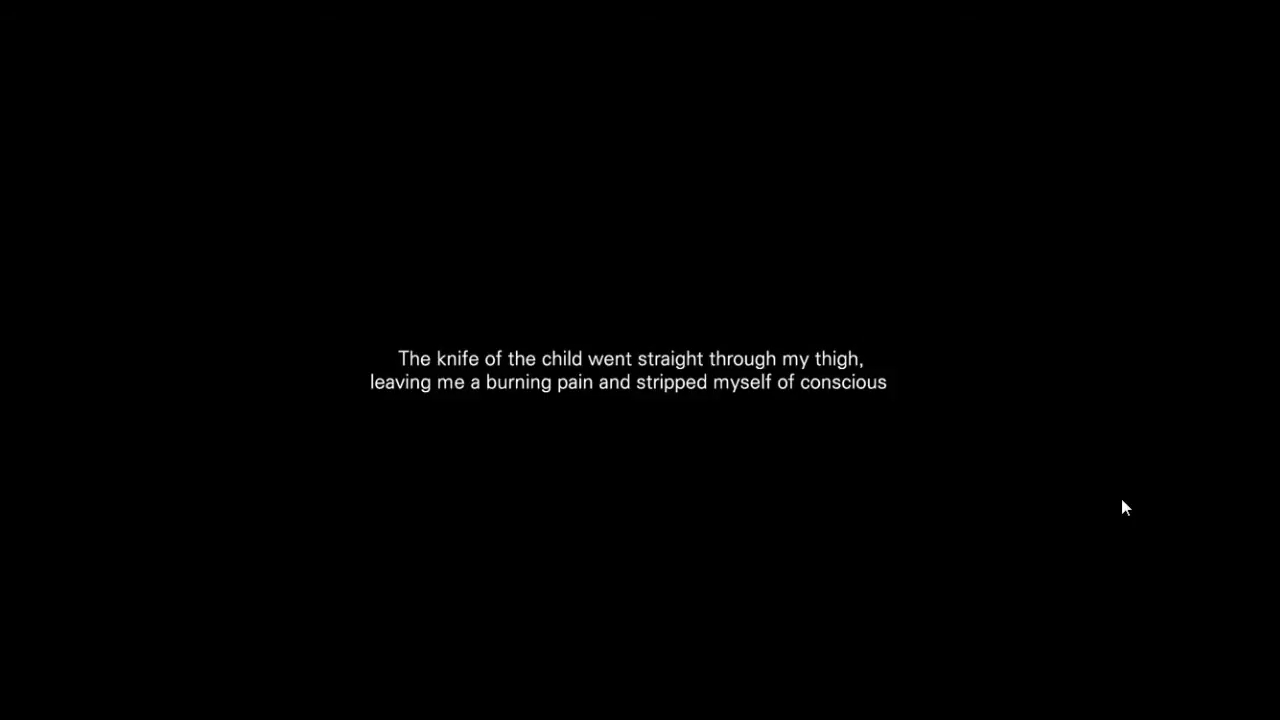 The knife of the child went straight through my thigh,
leaving me a burning pain and stripped myself of conscious